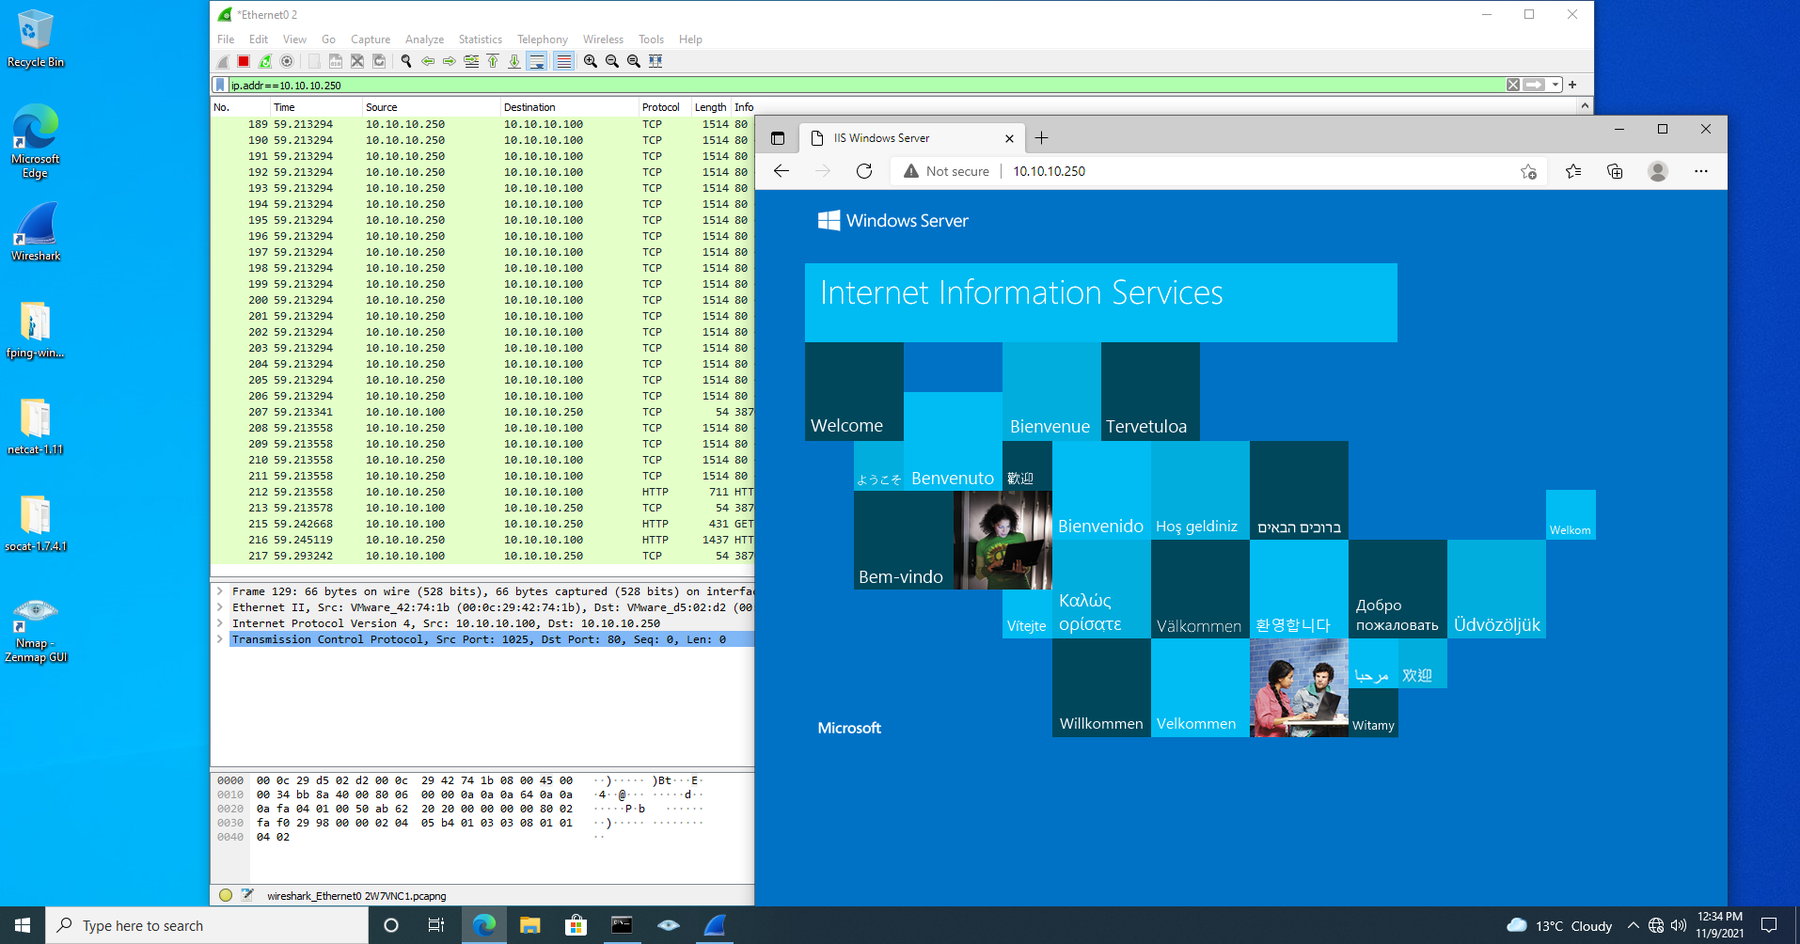 Recycle Bin
Microsoft
Edge
Wireshark
fping-win...
netcat-1.11
socat-1.7.4.1
Nmap -
Zenmap GUI
*Ethernet0 2
File Edit View Go Capture Analyze Statistics Telephony Wireless Tools Help
ip.addr==10.10.10.250
No. Time Source Destination Protocol Length Info
189 59.213294 10.10.10.250 10.10.10.100 TCP 1514 80
190 59.213294 10.10.10.250 10.10.10.100 TCP 1514 80
191 59.213294 10.10.10.250 10.10.10.100 TCP 1514 80
192 59.213294 10.10.10.250 10.10.10.100 TCP 1514 80
193 59.213294 10.10.10.250 10.10.10.100 TCP 1514 80
194 59.213294 10.10.10.250 10.10.10.100 TCP 1514 80
195 59.213294 10.10.10.250 10.10.10.100 TCP 1514 80
196 59.213294 10.10.10.250 10.10.10.100 TCP 1514 80
197 59.213294 10.10.10.250 10.10.10.100 TCP 1514 80
198 59.213294 10.10.10.250 10.10.10.100 TCP 1514 80
199 59.213294 10.10.10.250 10.10.10.100 TCP 1514 80
200 59.213294 10.10.10.250 10.10.10.100 TCP 1514 80
201 59.213294 10.10.10.250 10.10.10.100 TCP 1514 80
202 59.213294 10.10.10.250 10.10.10.100 TCP 1514 80
203 59.213294 10.10.10.250 10.10.10.100 TCP 1514 80
204 59.213294 10.10.10.250 10.10.10.100 TCP 1514 80
205 59.213294 10.10.10.250 10.10.10.100 TCP 1514 80
206 59.213294 10.10.10.250 10.10.10.100 TCP 1514 80
207 59.213341 10.10.10.100 10.10.10.250 TCP 54 387
208 59.213558 10.10.10.250 10.10.10.100 TCP 1514 80
209 59.213558 10.10.10.250 10.10.10.100 TCP 1514 80
210 59.213558 10.10.10.250 10.10.10.100 TCP 1514 80
211 59.213558 10.10.10.250 10.10.10.100 TCP 1514 80
212 59.213558 10.10.10.250 10.10.10.100 HTTP 711 HTT
213 59.213578 10.10.10.100 10.10.10.250 TCP 54 387
215 59.242668 10.10.10.100 10.10.10.250 HTTP 431 GET
216 59.245119 10.10.10.250 10.10.10.100 HTTP 1437 HTT
217 59.293242 10.10.10.100 10.10.10.250 TCP 54 387
Frame 129: 66 bytes on wire (528 bits), 66 bytes captured (528 bits) on interfac
Ethernet II, Src: VMware_42:74:1b (00:0c:29:42:74:1b), Dst: VMware_d5:02:d2 (00:
Internet Protocol Version 4, Src: 10.10.10.100, Dst: 10.10.10.250
Transmission Control Protocol, Src Port: 1025, Dst Port: 80, Seq: 0, Len: 0
0000 00 0c 29 d5 02 d2 00 0c 29 42 74 1b 08 00 45 00 ··)····· )Bt···E·
0010 00 34 bb 8a 40 00 80 06 00 00 0a 0a 0a 64 0a 0a ·4··@··· ·····d··
0020 0a fa 04 01 00 50 ab 62 20 20 00 00 00 00 80 02 ·····P·b ······
0030 fa f0 29 98 00 00 02 04 05 b4 01 03 03 08 01 01 ··)····· ········
0040 04 02 ··
wireshark_Ethernet0 2W7VNC1.pcapng
IIS Windows Server
Not secure 10.10.10.250
Windows Server
Internet Information Services
Welcome
Bienvenue
Tervetuloa
ようこそ
Benvenuto
歡迎
Bienvenido
Hoş geldiniz
ברוכים הבאים
Welkom
Bem-vindo
Vítejte
Καλώς
ορίσατε
Välkommen
환영합니다
Добро
пожаловать
Üdvözöljük
مرحبا
欢迎
Willkommen
Velkommen
Witamy
Microsoft
Type here to search
13°C Cloudy
12:34 PM
11/9/2021